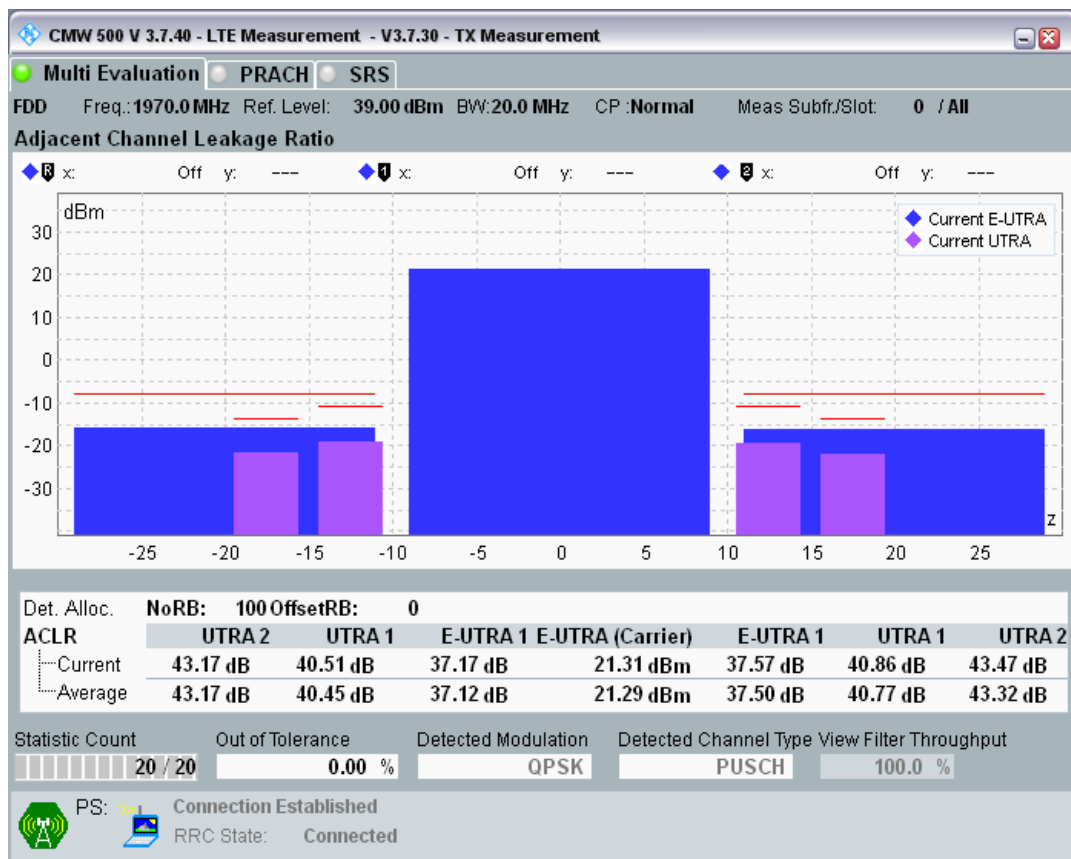 CMW 500 V 3.7.40 - LTE Measurement - V3.7.30 - TX Measurement
Multi Evaluation PRACH SRS
FDD Freq.: 1970.0 MHz Ref. Level: 39.00 dBm BW: 20.0 MHz CP : Normal Meas Subfr./Slot: 0 / All
Adjacent Channel Leakage Ratio
R x: Off y: --- 1 x: Off y: --- 2 x: Off y: ---
dBm
Current E-UTRA
Current UTRA
30
20
10
0
-10
-20
-30
z
-25 -20 -15 -10 -5 0 5 10 15 20 25
Det. Alloc. NoRB: 100 OffsetRB: 0
ACLR UTRA 2 UTRA 1 E-UTRA 1 E-UTRA (Carrier) E-UTRA 1 UTRA 1 UTRA 2
Current 43.17 dB 40.51 dB 37.17 dB 21.31 dBm 37.57 dB 40.86 dB 43.47 dB
Average 43.17 dB 40.45 dB 37.12 dB 21.29 dBm 37.50 dB 40.77 dB 43.32 dB
Statistic Count Out of Tolerance Detected Modulation Detected Channel Type View Filter Throughput
20 / 20 0.00 % QPSK PUSCH 100.0 %
PS: Connection Established
RRC State: Connected